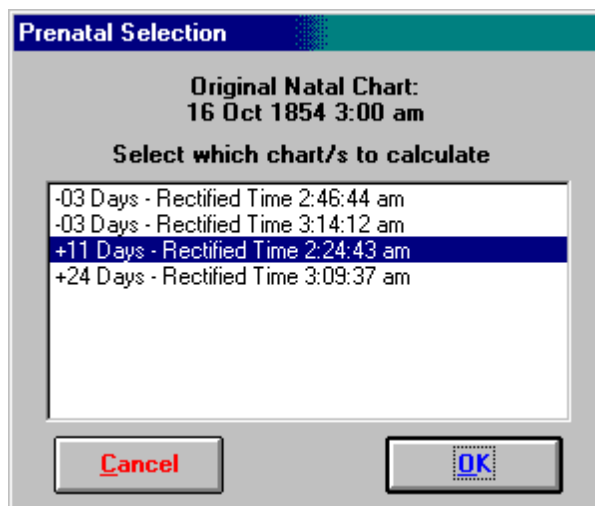 Prenatal Selection
Original Natal Chart:
16 Oct 1854 3:00 am
Select which chart/s to calculate
-03 Days - Rectified Time 2:46:44 am
-03 Days - Rectified Time 3:14:12 am
+11 Days - Rectified Time 2:24:43 am
+24 Days - Rectified Time 3:09:37 am
Cancel
OK